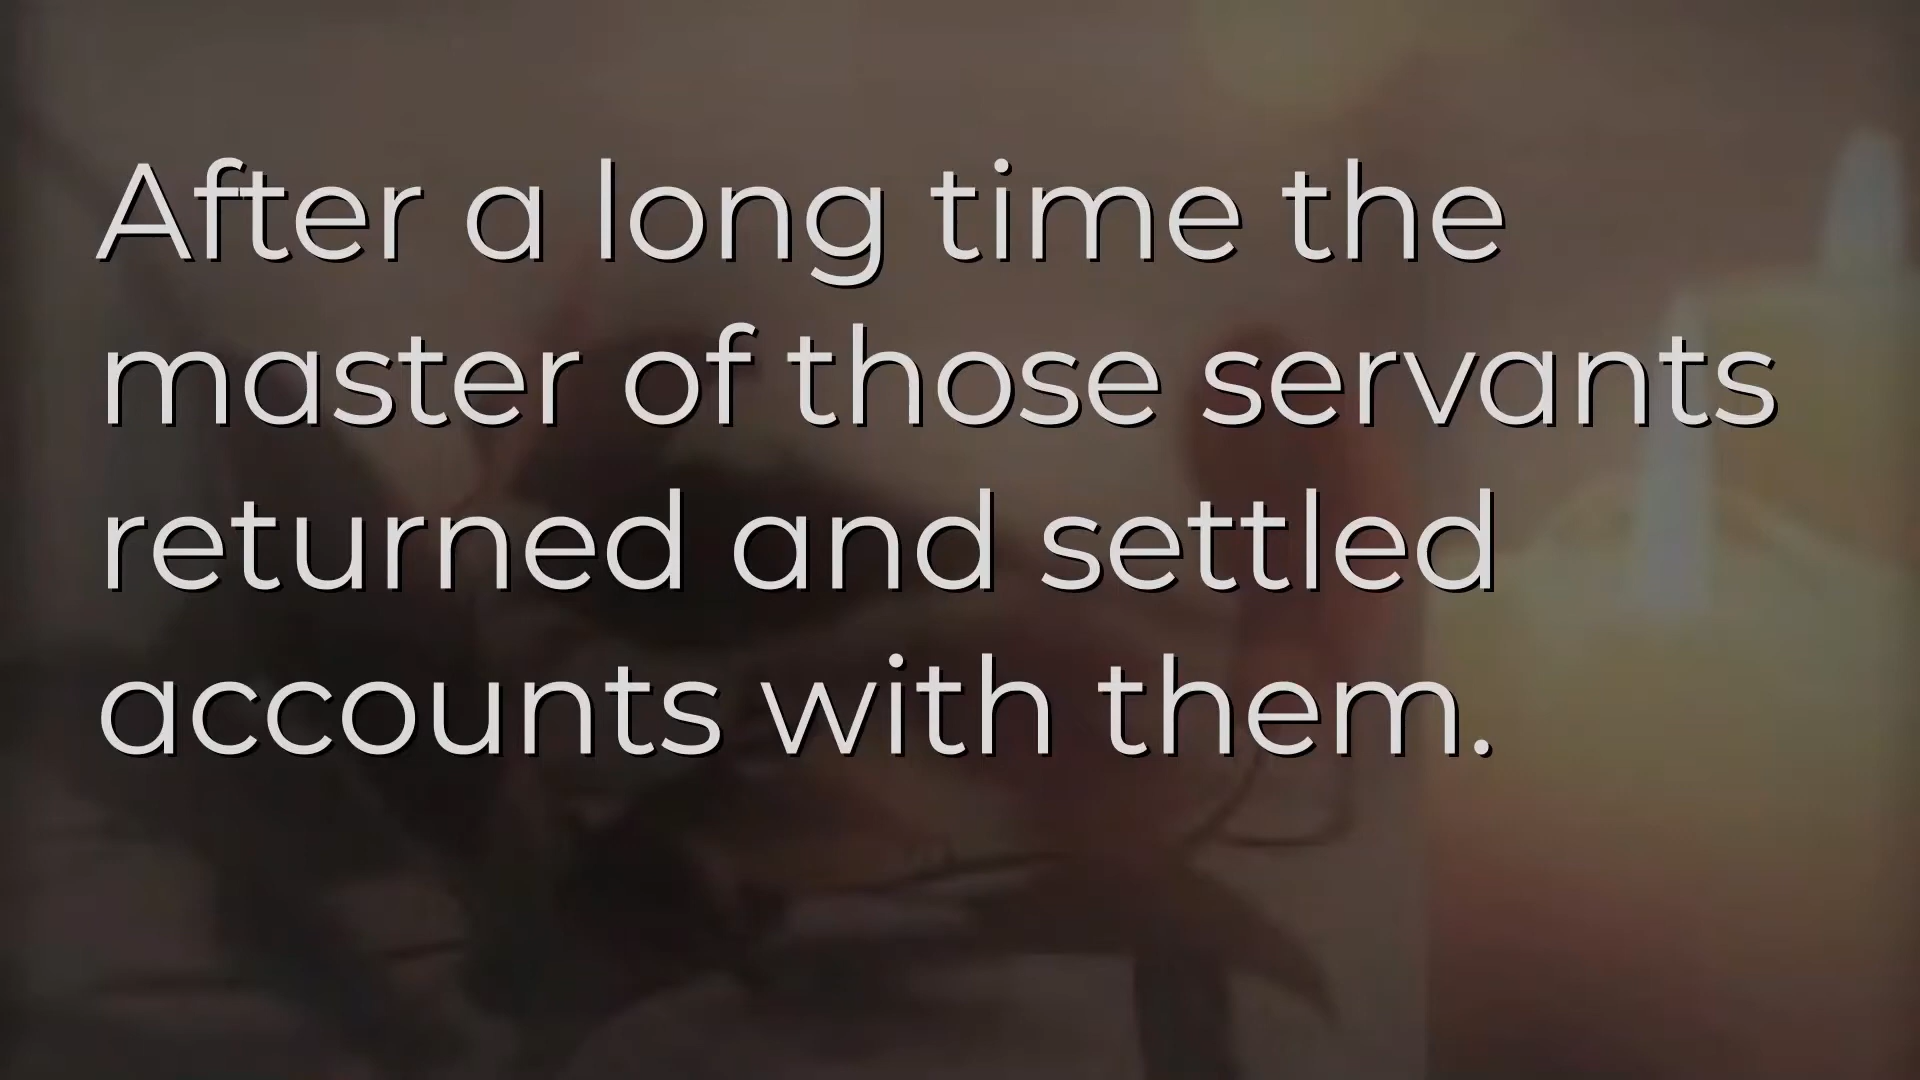 After a long time the
master of those servants
returned and settled
accounts with them.